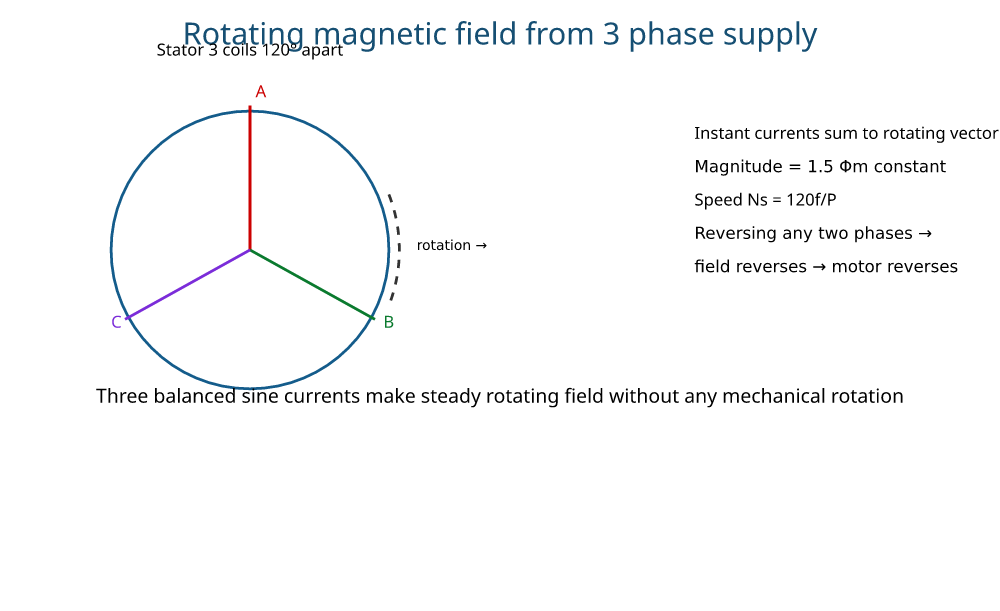 Rotating magnetic field from 3 phase supply
Stator 3 coils 120° apart
A
Instant currents sum to rotating vector
Magnitude = 1.5 Φm constant
Speed Ns = 120f/P
Reversing any two phases →
rotation →
field reverses → motor reverses
C
B
Three balanced sine currents make steady rotating field without any mechanical rotation